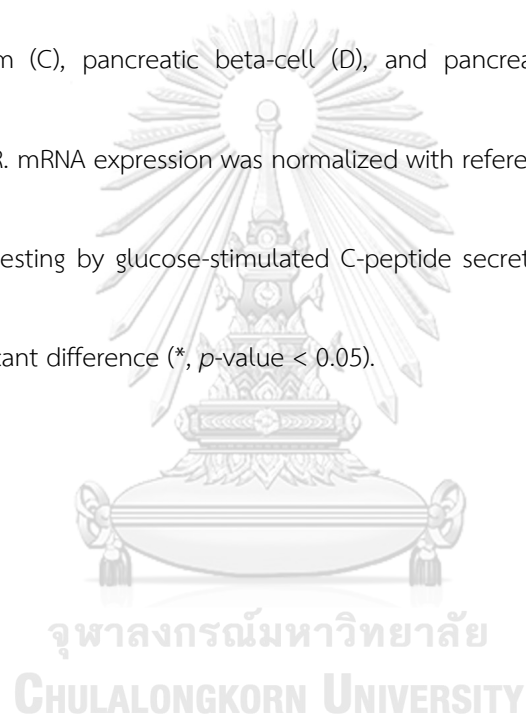 m (C), pancreatic beta-cell (D), and pancrea
R. mRNA expression was normalized with refere
esting by glucose-stimulated C-peptide secret
tant difference (*, p-value < 0.05).
จุฬาลงกรณ์มหาวิทยาลัย
CHULALONGKORN UNIVERSITY